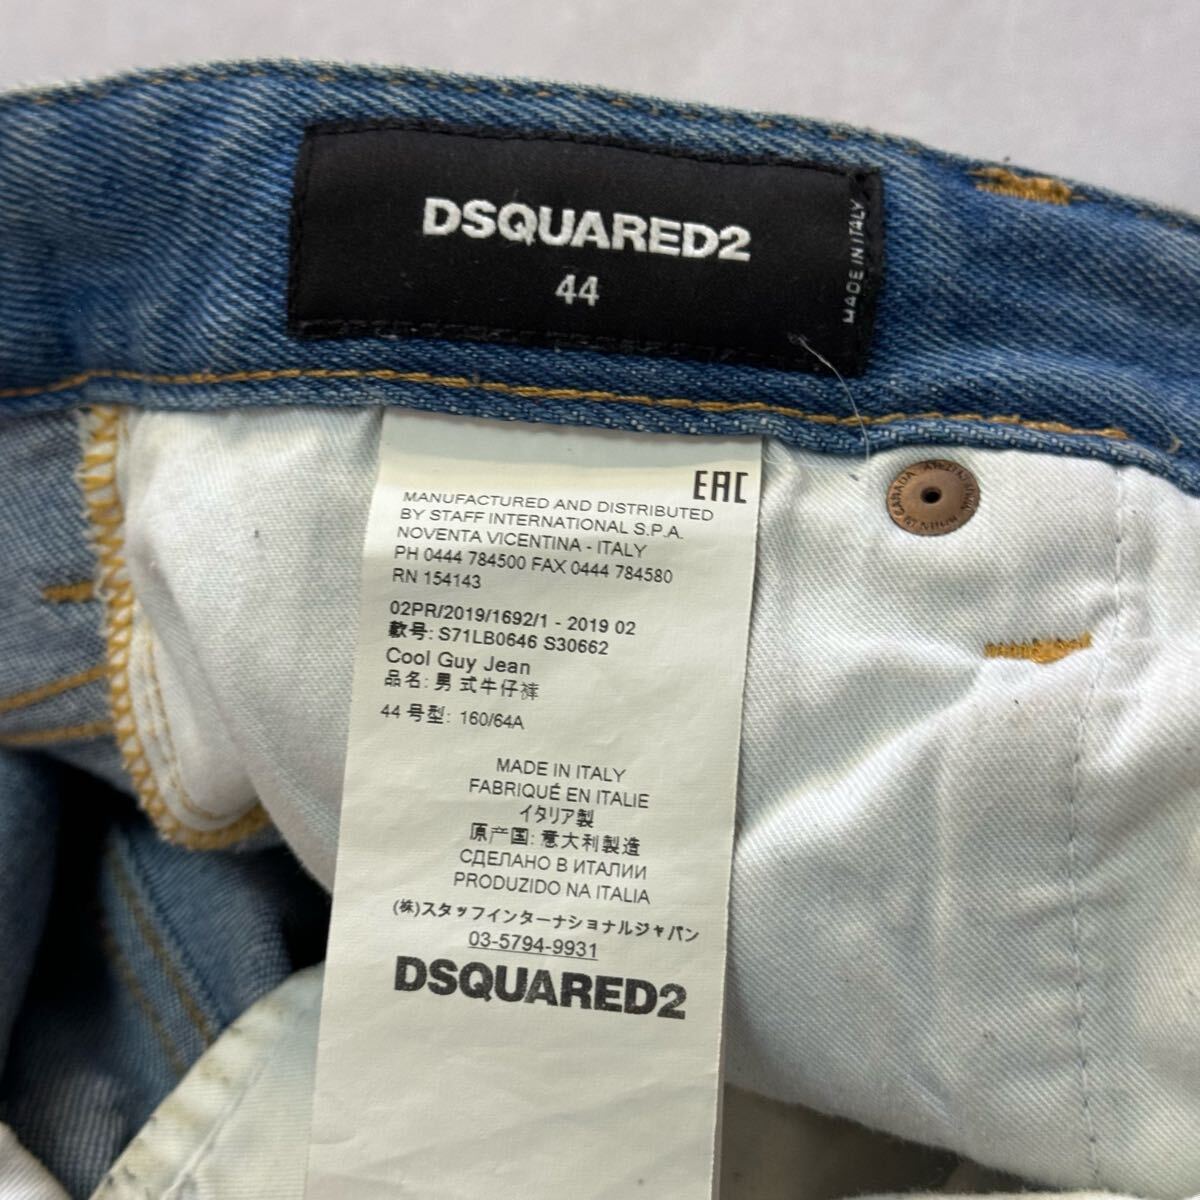 DSQUARED2
44
MADE IN ITALY
EAC
MANUFACTURED AND DISTRIBUTED
BY STAFF INTERNATIONAL S.P.A.
NOVENTA VICENTINA - ITALY
PH 0444 784500 FAX 0444 784580
RN 154143
02PR/2019/1692/1 - 2019 02
款号: S71LB0646 S30662
Cool Guy Jean
品名: 男 式牛仔裤
44 号型: 160/64A
MADE IN ITALY
FABRIQUÉ EN ITALIE
イタリア製
原产国: 意大利製造
СДЕЛАНО В ИТАЛИИ
PRODUZIDO NA ITALIA
(株)スタッフインターナショナルジャパン
03-5794-9931
DSQUARED2